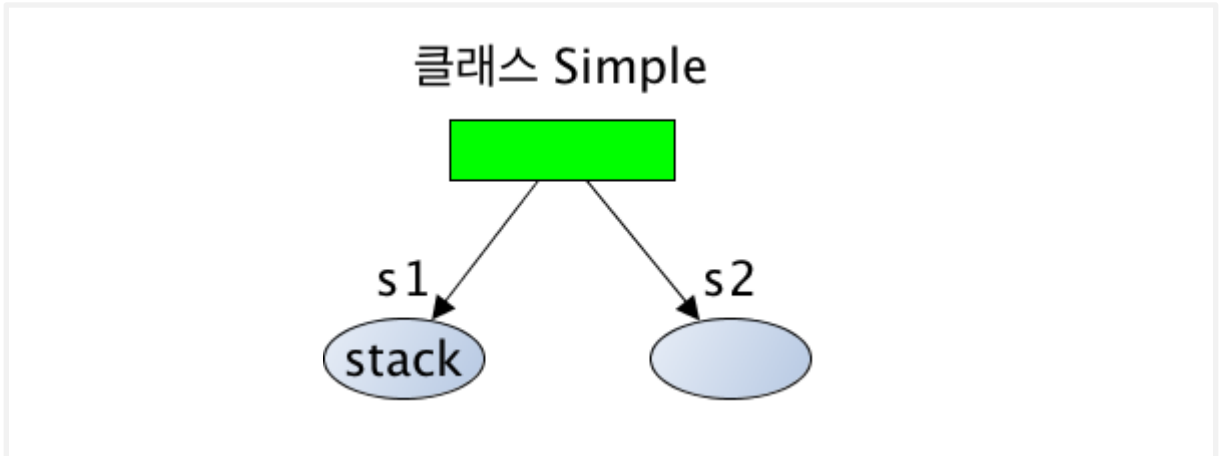 클래스 Simple
s1
s2
stack